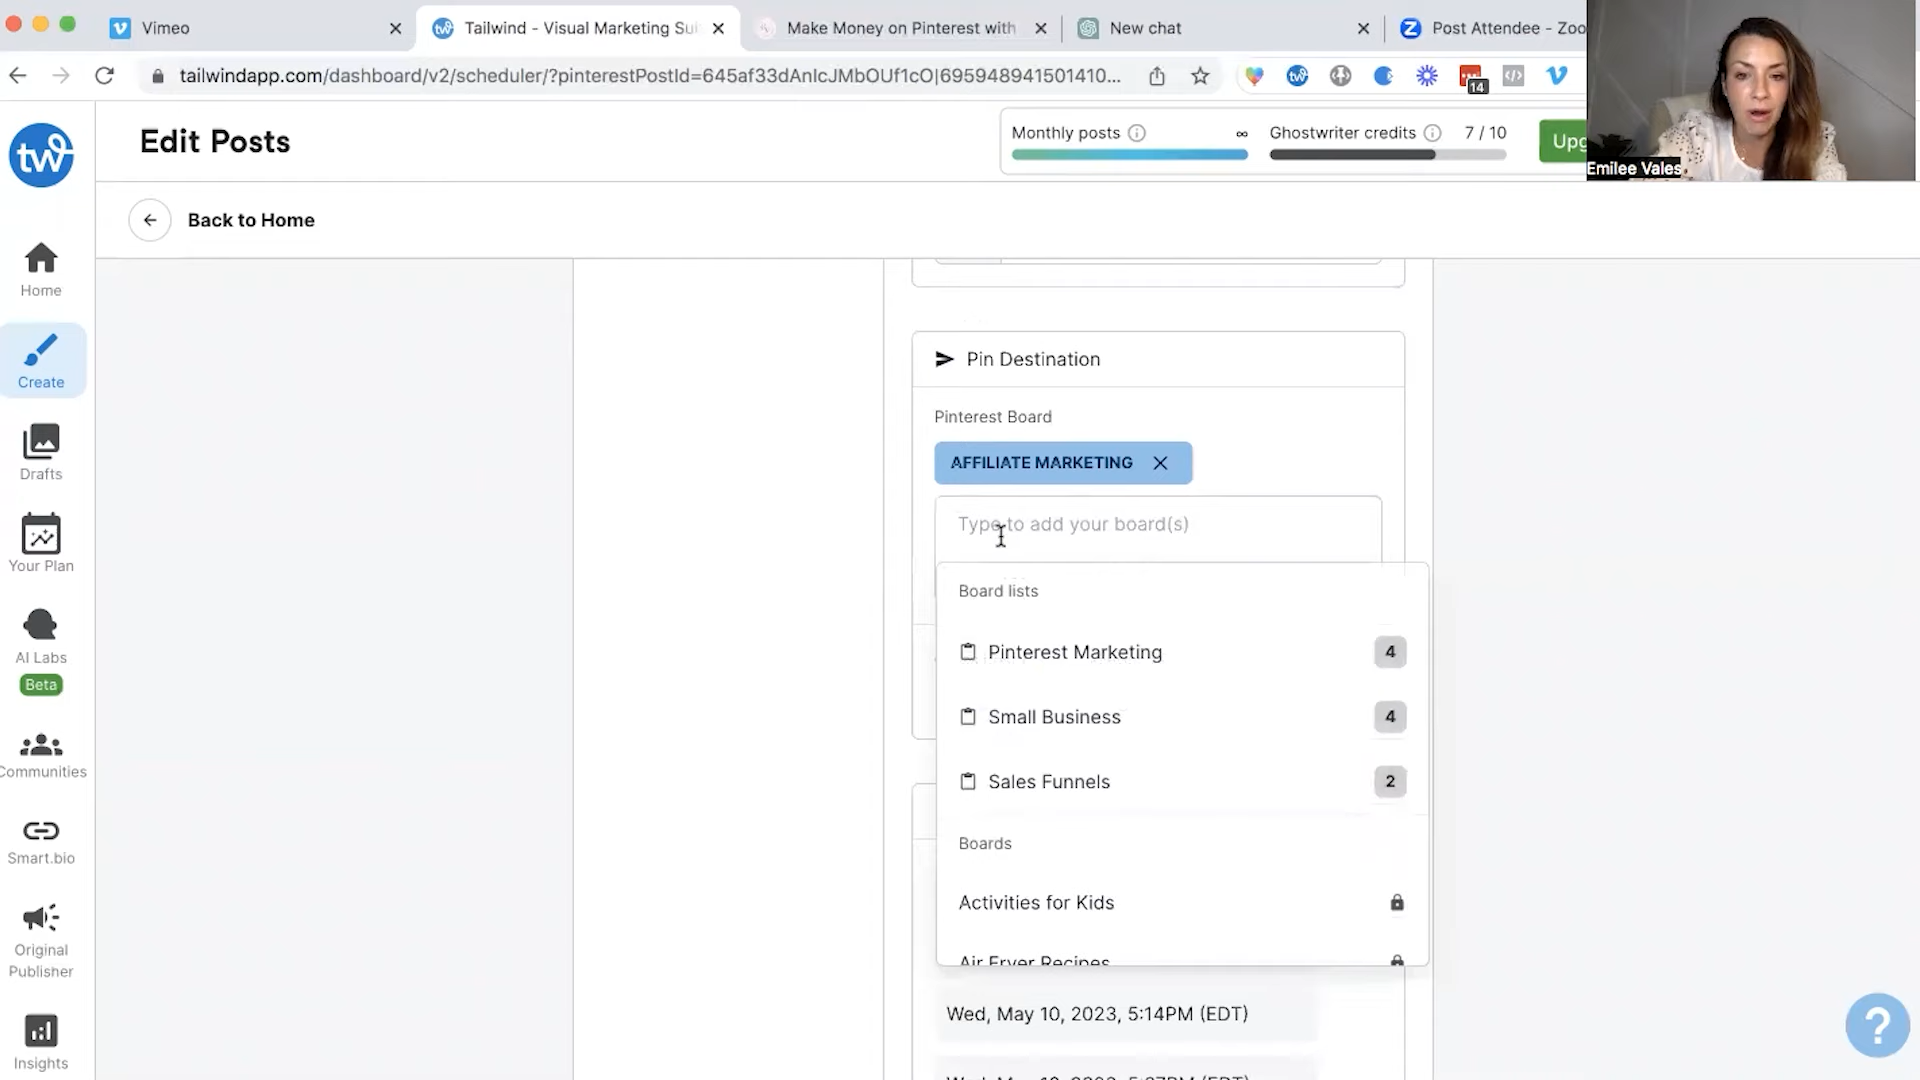 Vimeo
Tailwind - Visual Marketing Sui
Make Money on Pinterest with
New chat
Post Attendee - Zoo
tailwindapp.com/dashboard/v2/scheduler/?pinterestPostId=645af33dAnIcJMbOUf1cO|695948941501410...
14
Emilee Vales
tw
Edit Posts
Monthly posts
∞
Ghostwriter credits
7 / 10
Upg
Back to Home
Home
Create
Drafts
Your Plan
AI Labs
Beta
Communities
Smart.bio
Original
Publisher
Insights
Pin Destination
Pinterest Board
AFFILIATE MARKETING
Type to add your board(s)
Board lists
Pinterest Marketing
4
Small Business
4
Sales Funnels
2
Boards
Activities for Kids
Air Fryer Recipes
Wed, May 10, 2023, 5:14PM (EDT)
?